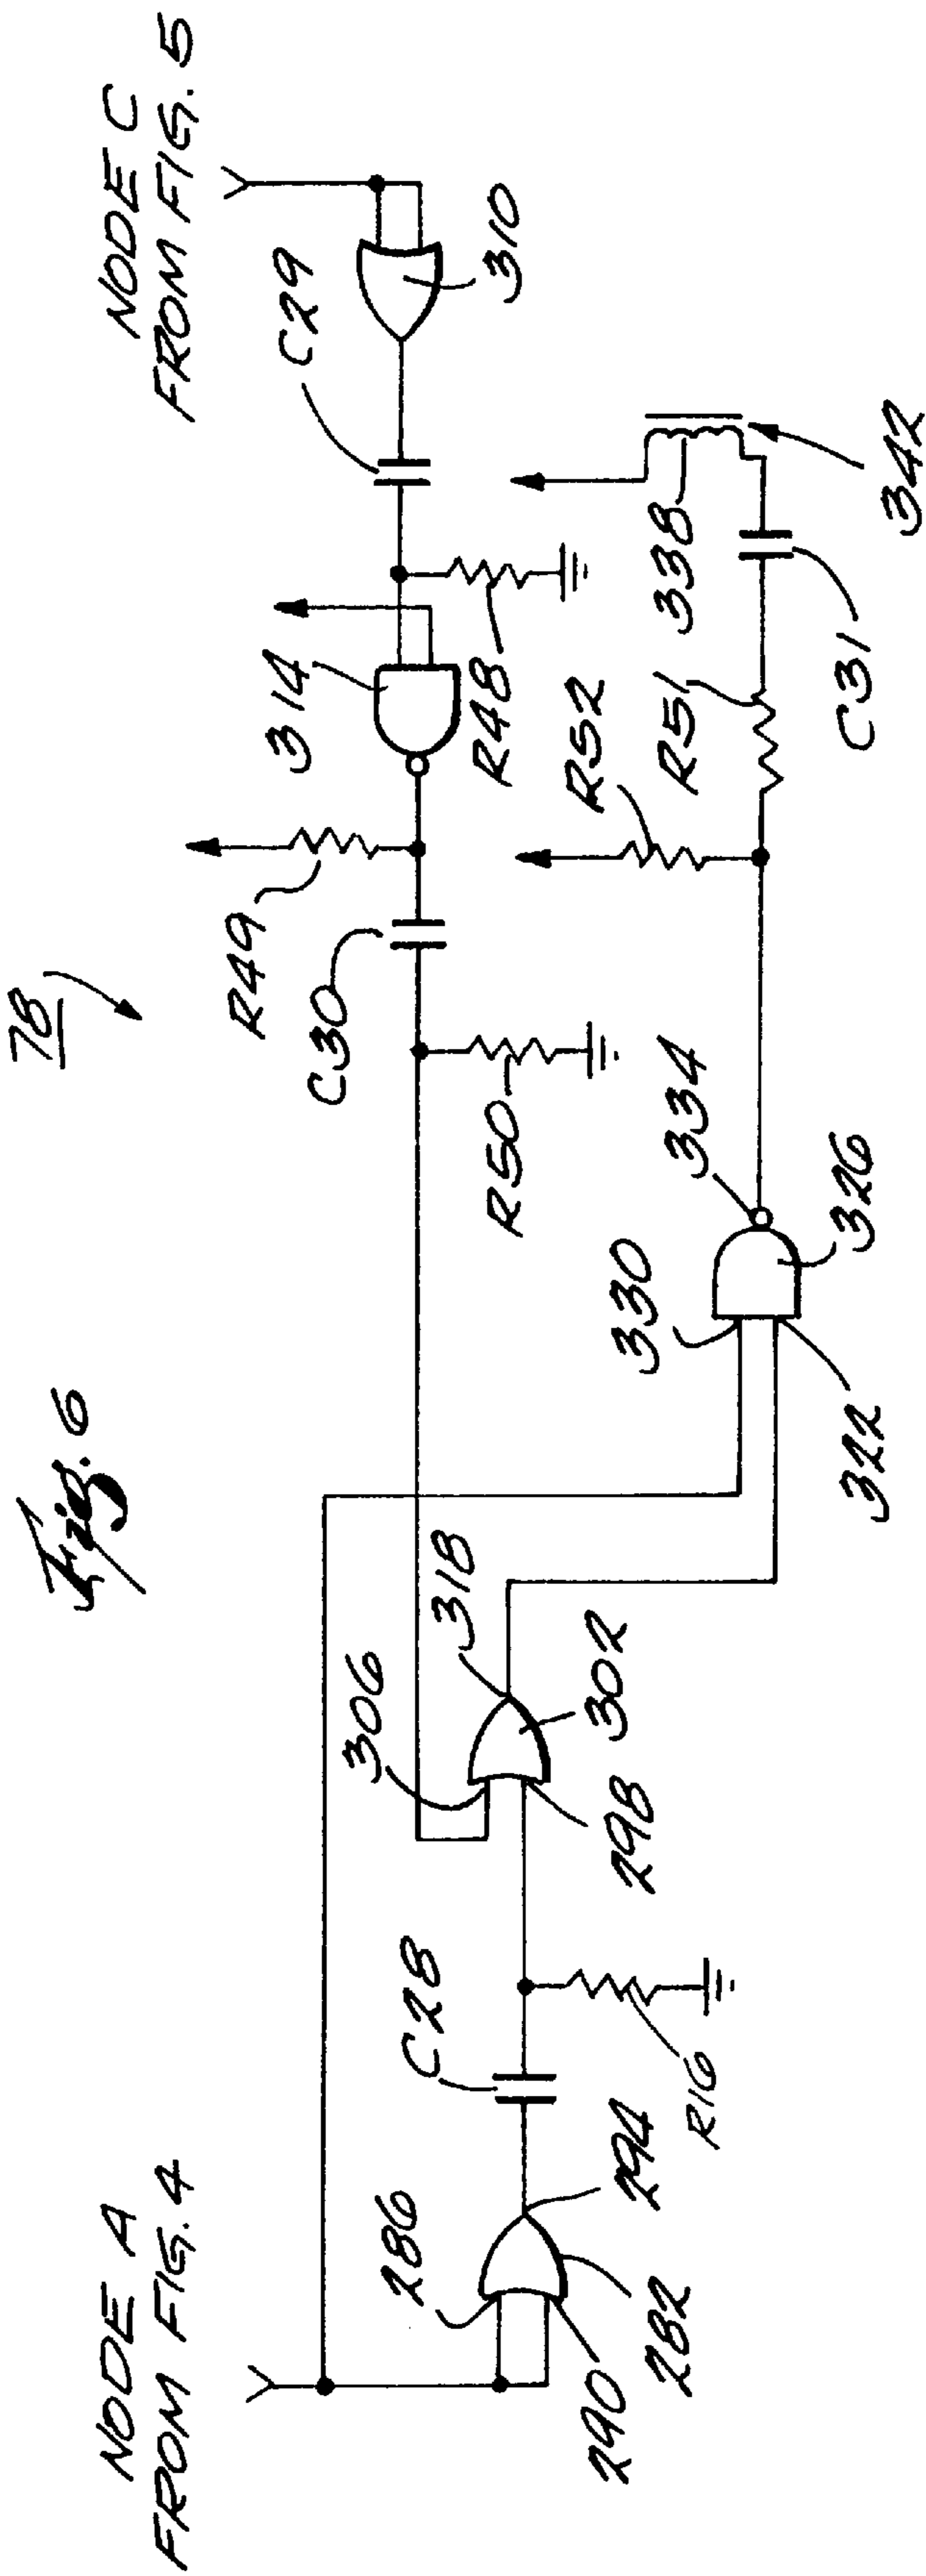 Fig. 6
78
NODE A
FROM FIG. 4
NODE C
FROM FIG. 5
286
290
282
294
C28
R16
306
298
302
318
R50
C30
R49
314
R48
C29
310
330
322
326
334
R52
R51
C31
338
342